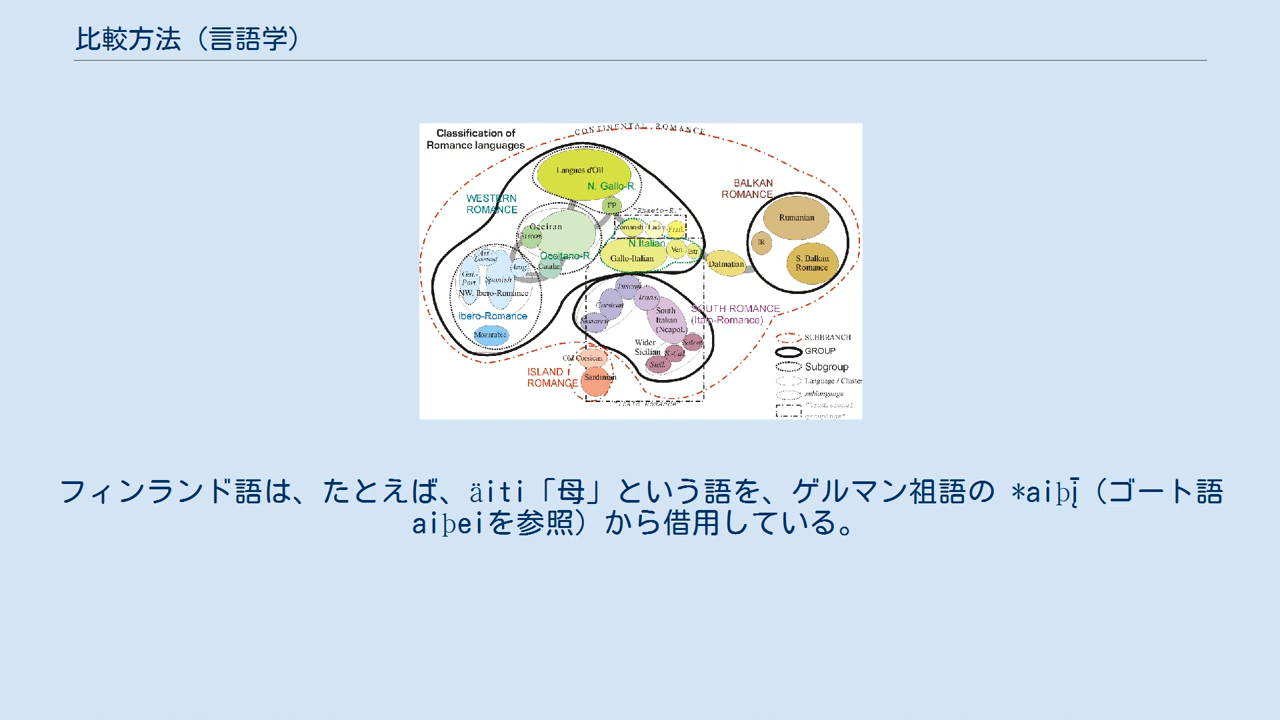 比較方法（言語学）
CONTINENTAL ROMANCE
Classification of
Romance languages
Langues d'Oïl
N. Gallo-R.
FP
WESTERN
ROMANCE
BALKAN
ROMANCE
"Rhaeto-R."
Rumanian
Occitan
Gascon
Romansh
Ladin
Friul.
N.Italian
Ven.
Istr.
IR
Occitano-R.
Gallo-Italian
Dalmatian
S. Balkan
Romance
Catalan
Ast.-
Leonese
Gal.-
Port.
Spanish
Arag.
NW. Ibero-Romance
Tuscan
Corsican
South
Italian
(Neapol.
SOUTH ROMANCE
(Italo-Romance)
Ibero-Romance
Mozarabic
Wider
Sicilian
Sicil.
Old Corsican
ISLAND
ROMANCE
Sardinian
SUBBRANCH
GROUP
Subgroup
Language / Cluster
sublanguage
フィンランド語は、たとえば、äiti「母」という語を、ゲルマン祖語の *aiþį̄（ゴート語
aiþeiを参照）から借用している。